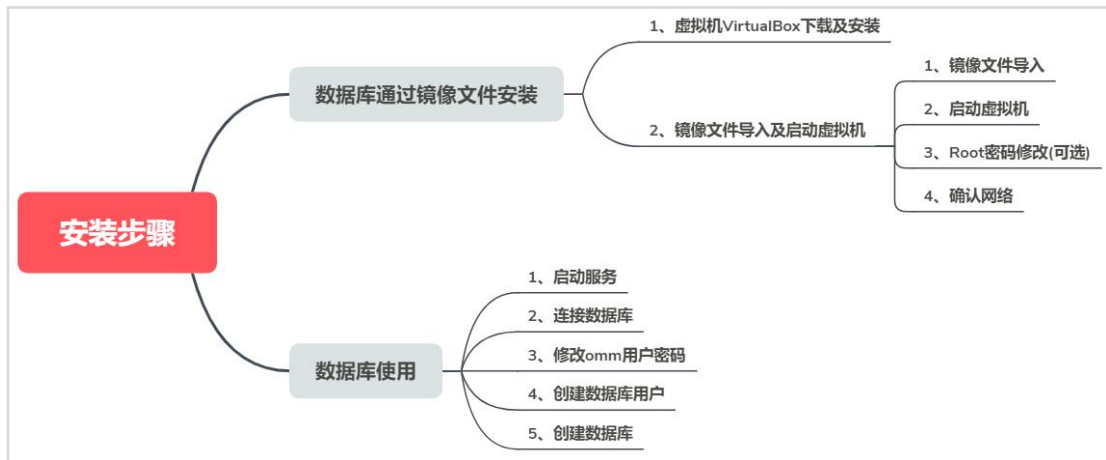 安装步骤
数据库通过镜像文件安装
1、虚拟机VirtualBox下载及安装
2、镜像文件导入及启动虚拟机
1、镜像文件导入
2、启动虚拟机
3、Root密码修改(可选)
4、确认网络
数据库使用
1、启动服务
2、连接数据库
3、修改omm用户密码
4、创建数据库用户
5、创建数据库